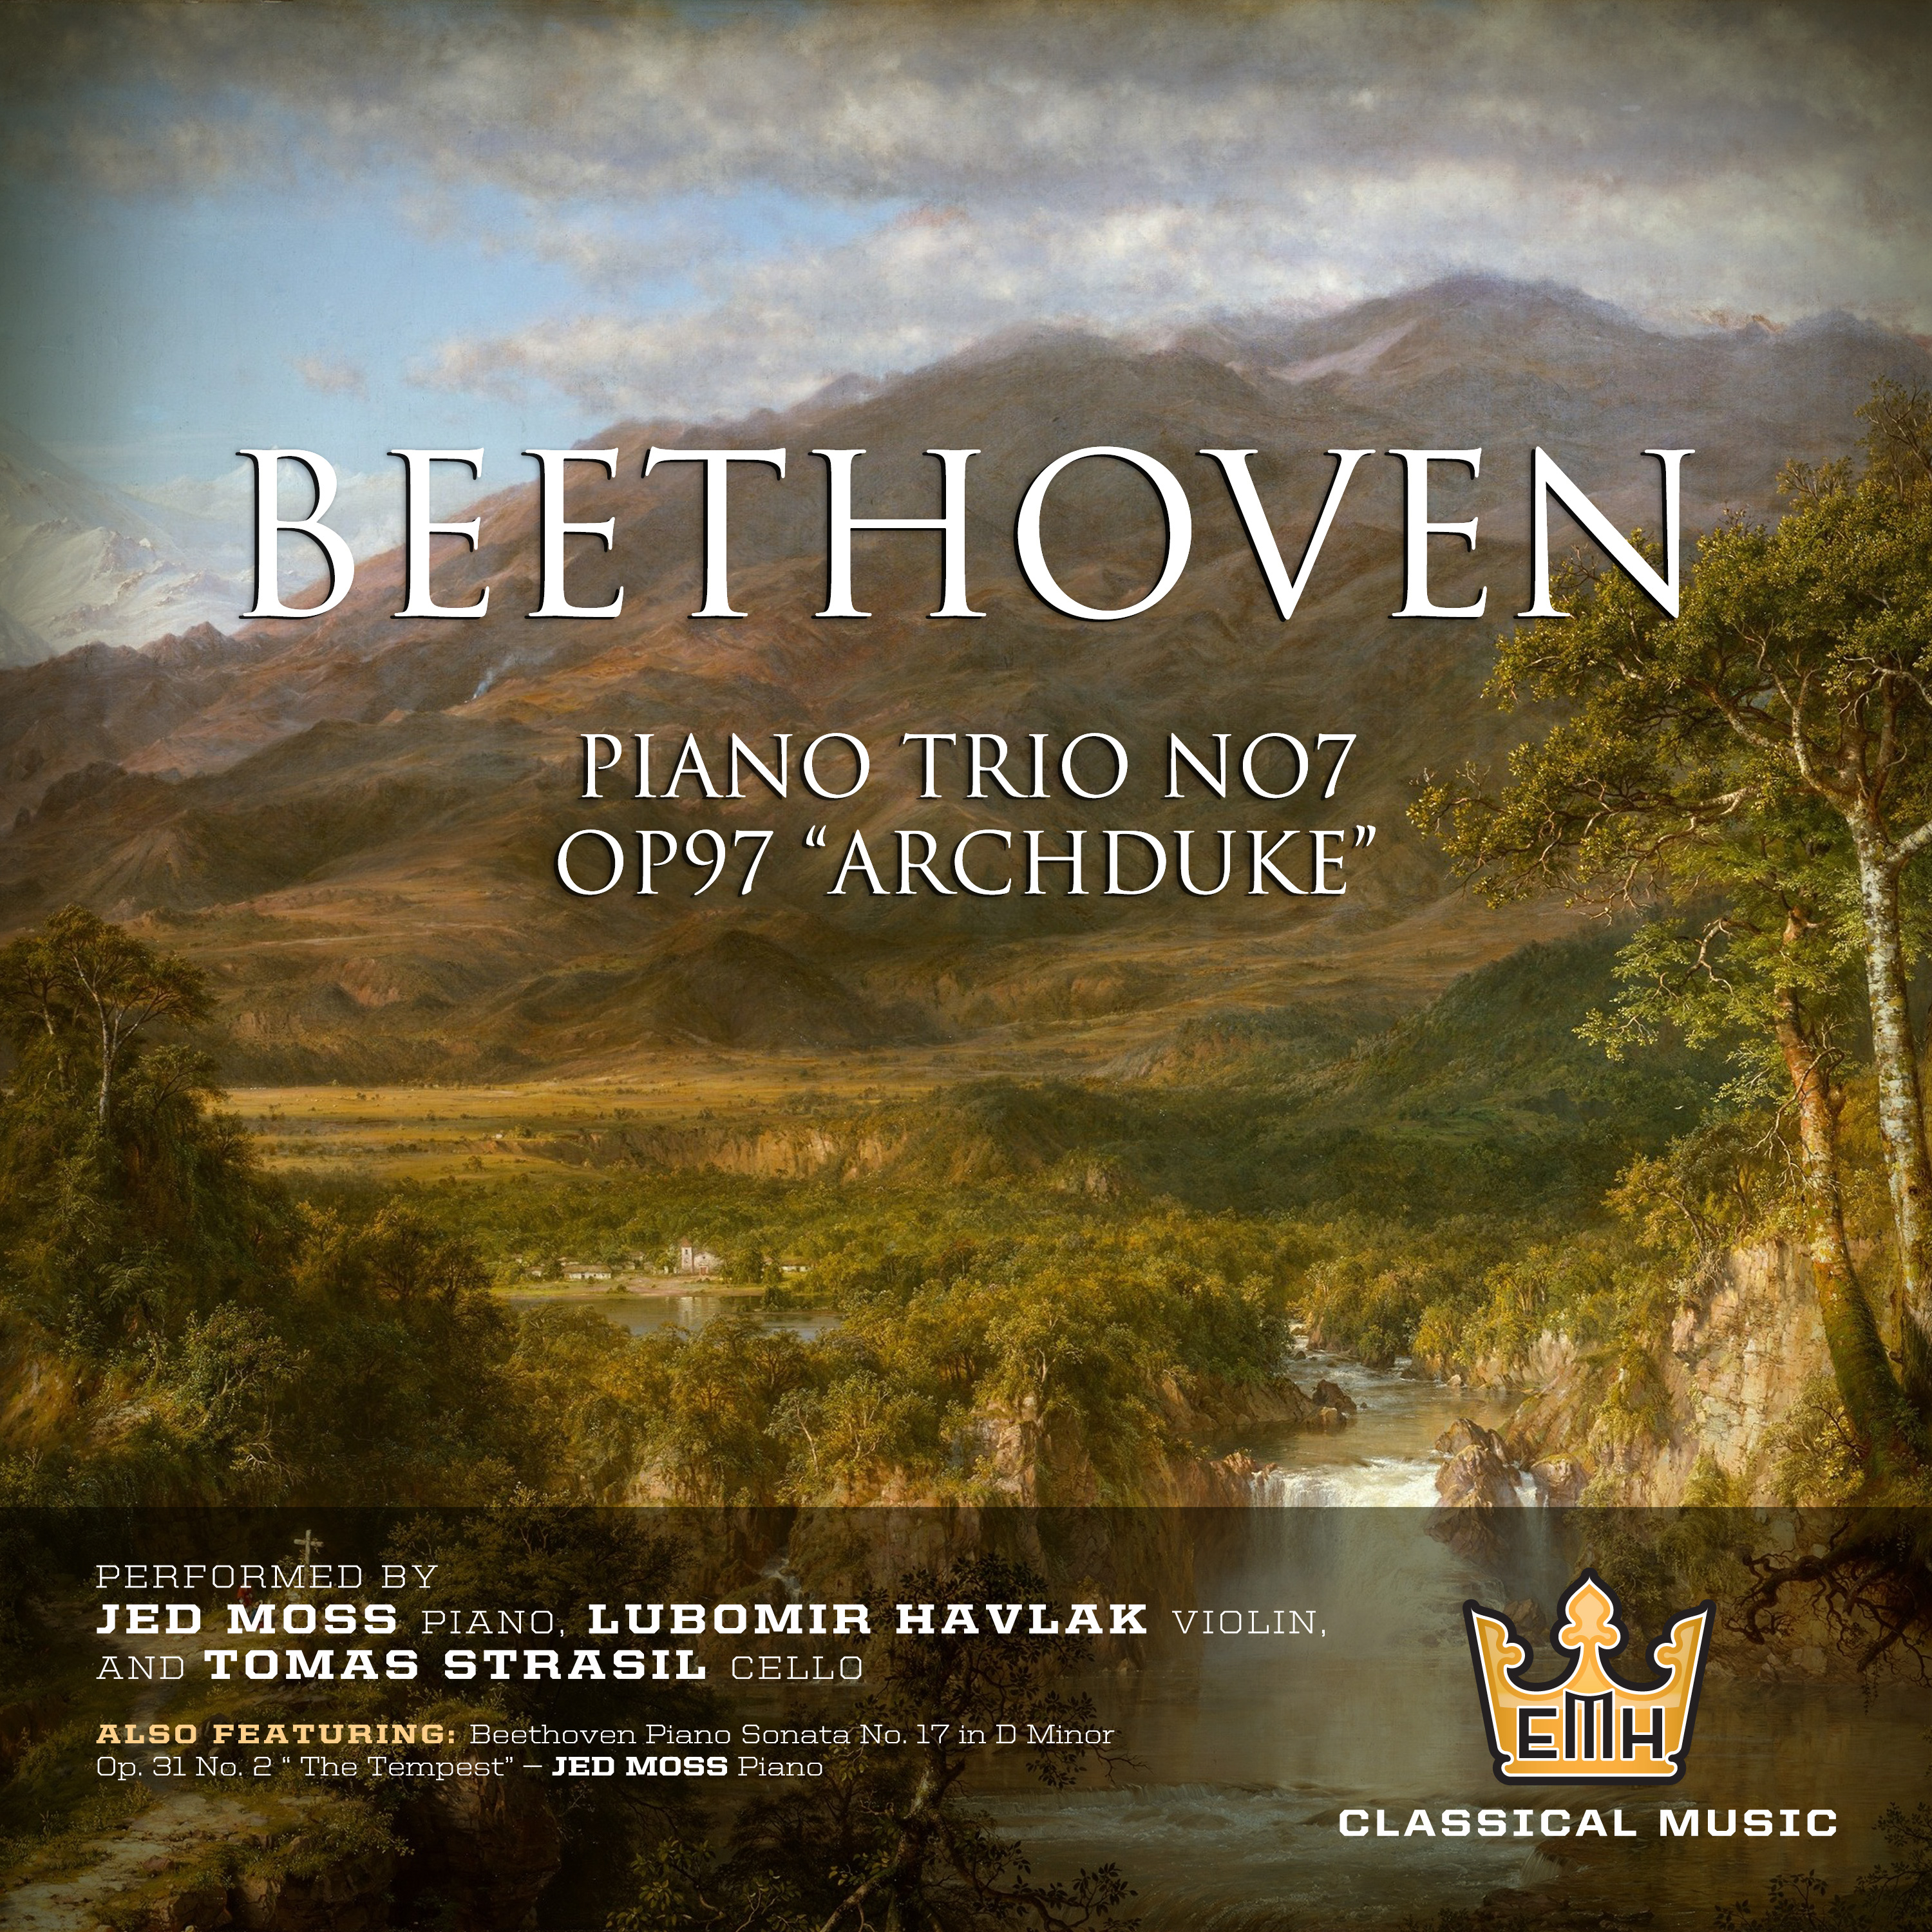 BEETHOVEN
PIANO TRIO NO7
OP97 “ARCHDUKE”
PERFORMED BY
JED MOSS PIANO, LUBOMIR HAVLAK VIOLIN,
AND TOMAS STRASIL CELLO
ALSO FEATURING: Beethoven Piano Sonata No. 17 in D Minor
Op. 31 No. 2 “ The Tempest” – JED MOSS Piano
EMH
CLASSICAL MUSIC